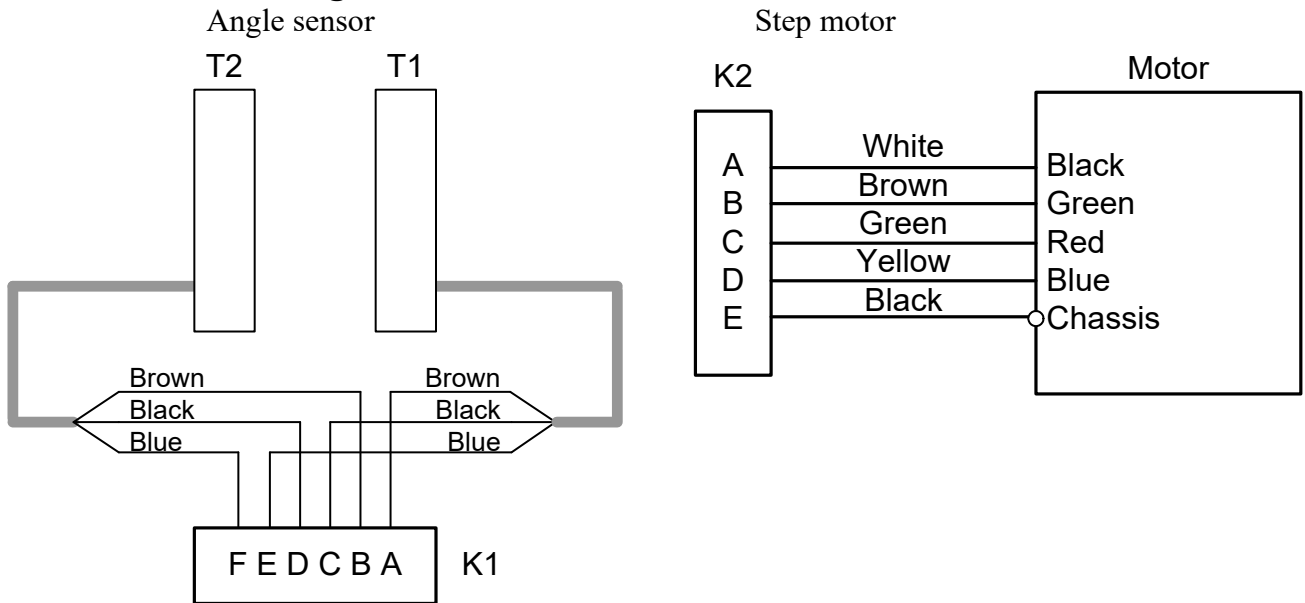 Angle sensor
Step motor
T2
T1
Brown
Black
Blue
Brown
Black
Blue
F E D C B A
K1
K2
Motor
A
White
Black
B
Brown
Green
C
Green
Red
D
Yellow
Blue
E
Black
Chassis